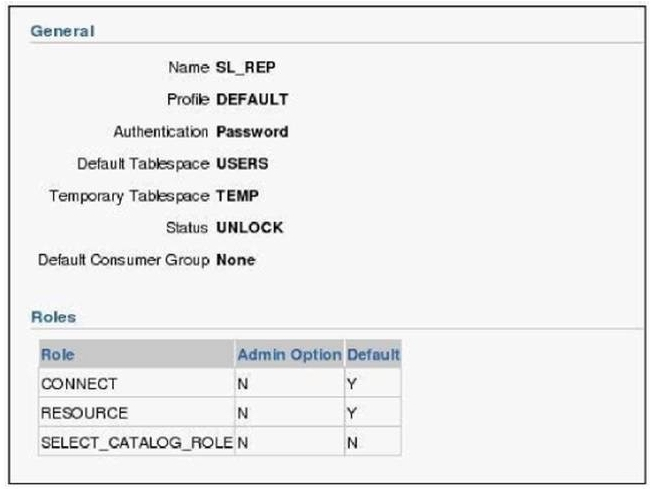 General
Name SL_REP
Profile DEFAULT
Authentication Password
Default Tablespace USERS
Temporary Tablespace TEMP
Status UNLOCK
Default Consumer Group None
Roles
Role Admin Option Default
CONNECT N Y
RESOURCE N Y
SELECT_CATALOG_ROLE N N